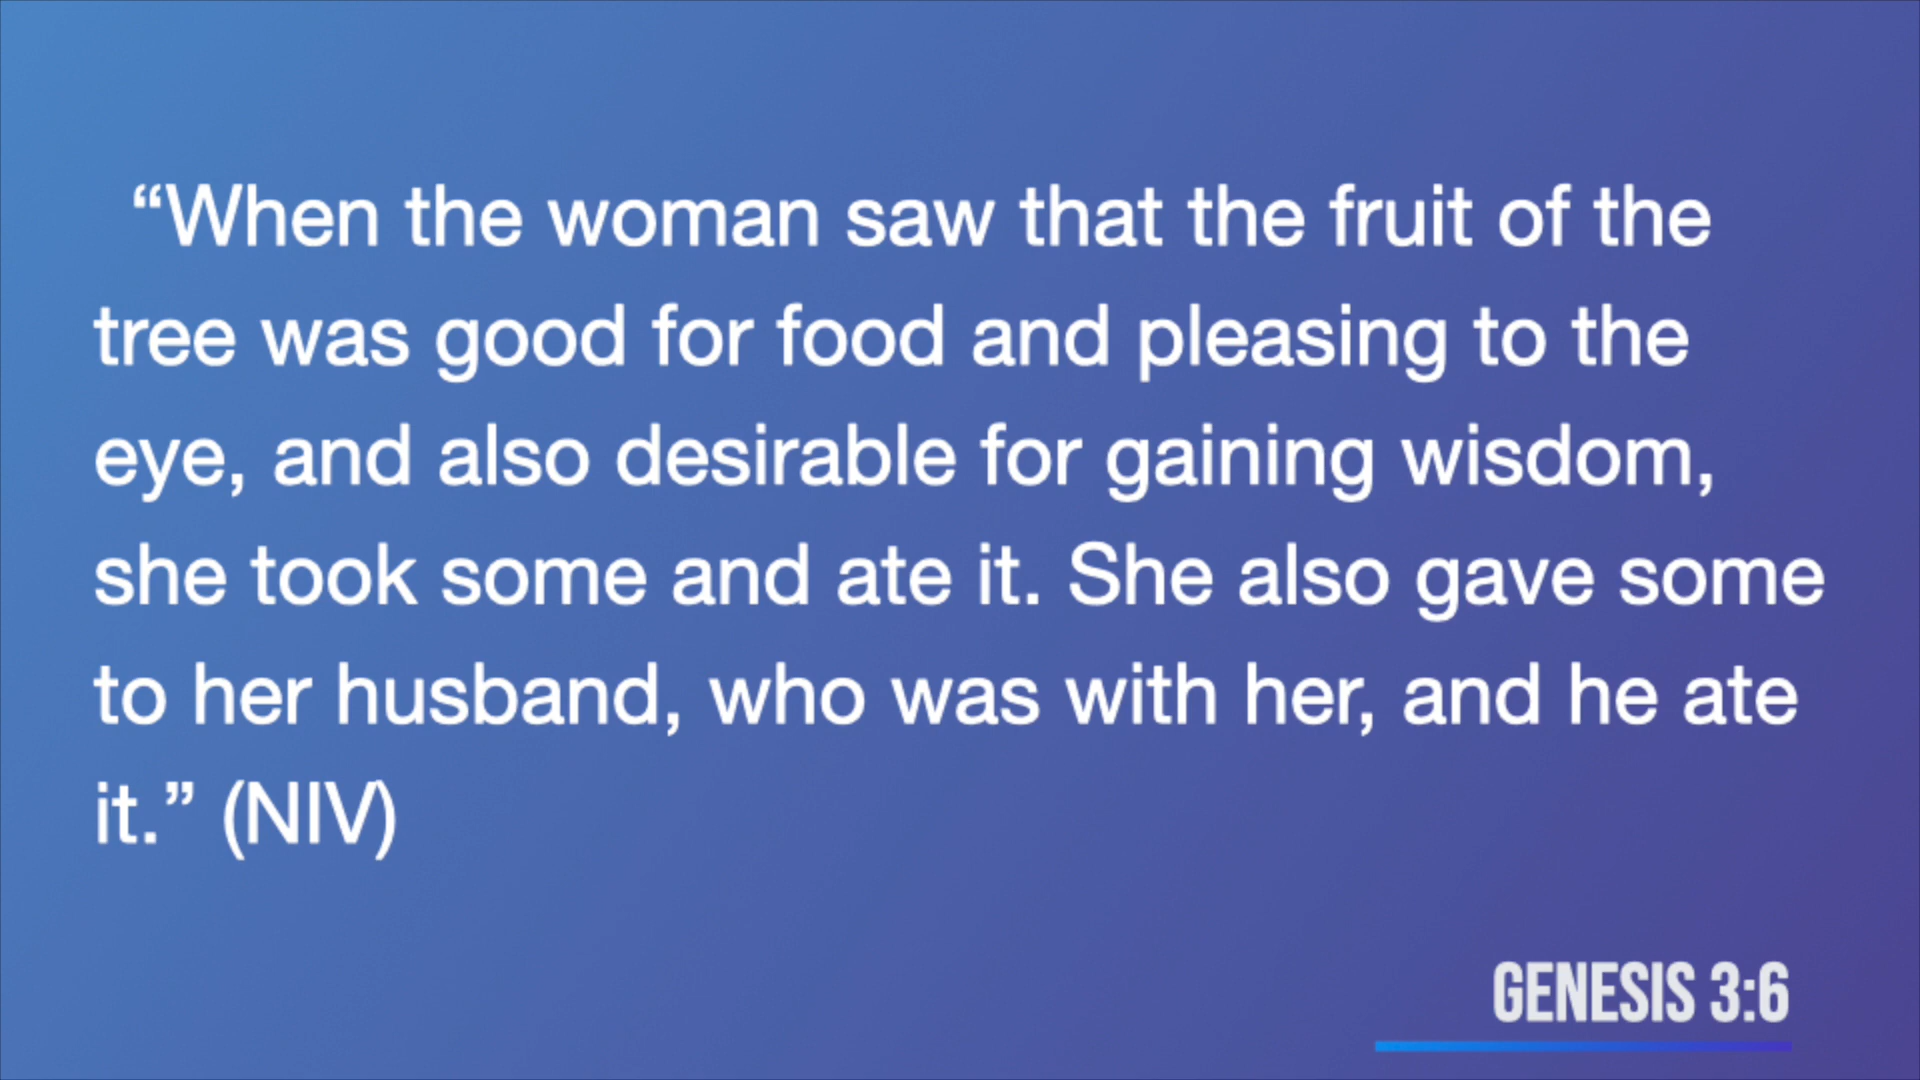 “When the woman saw that the fruit of the
tree was good for food and pleasing to the
eye, and also desirable for gaining wisdom,
she took some and ate it. She also gave some
to her husband, who was with her, and he ate
it.” (NIV)
GENESIS 3:6